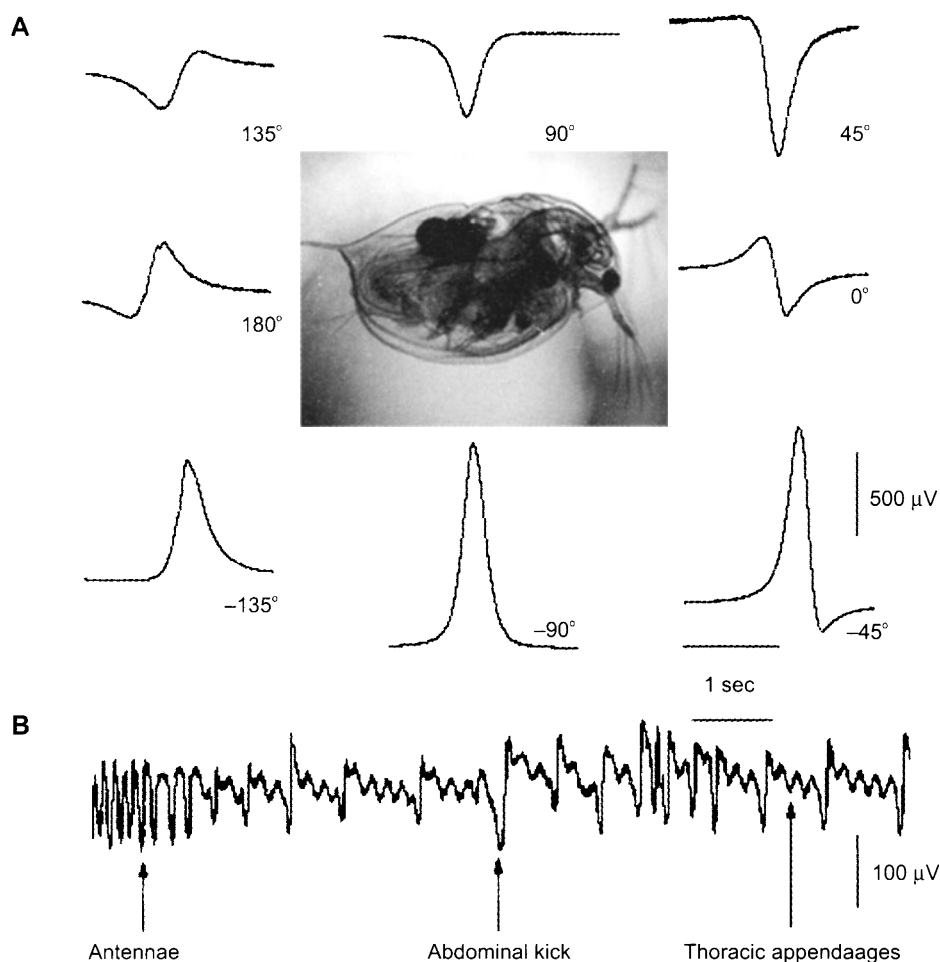 A
135°
90°
45°
180°
0°
500 μV
–135°
–90°
–45°
1 sec
B
100 μV
Antennae
Abdominal kick
Thoracic appendaages